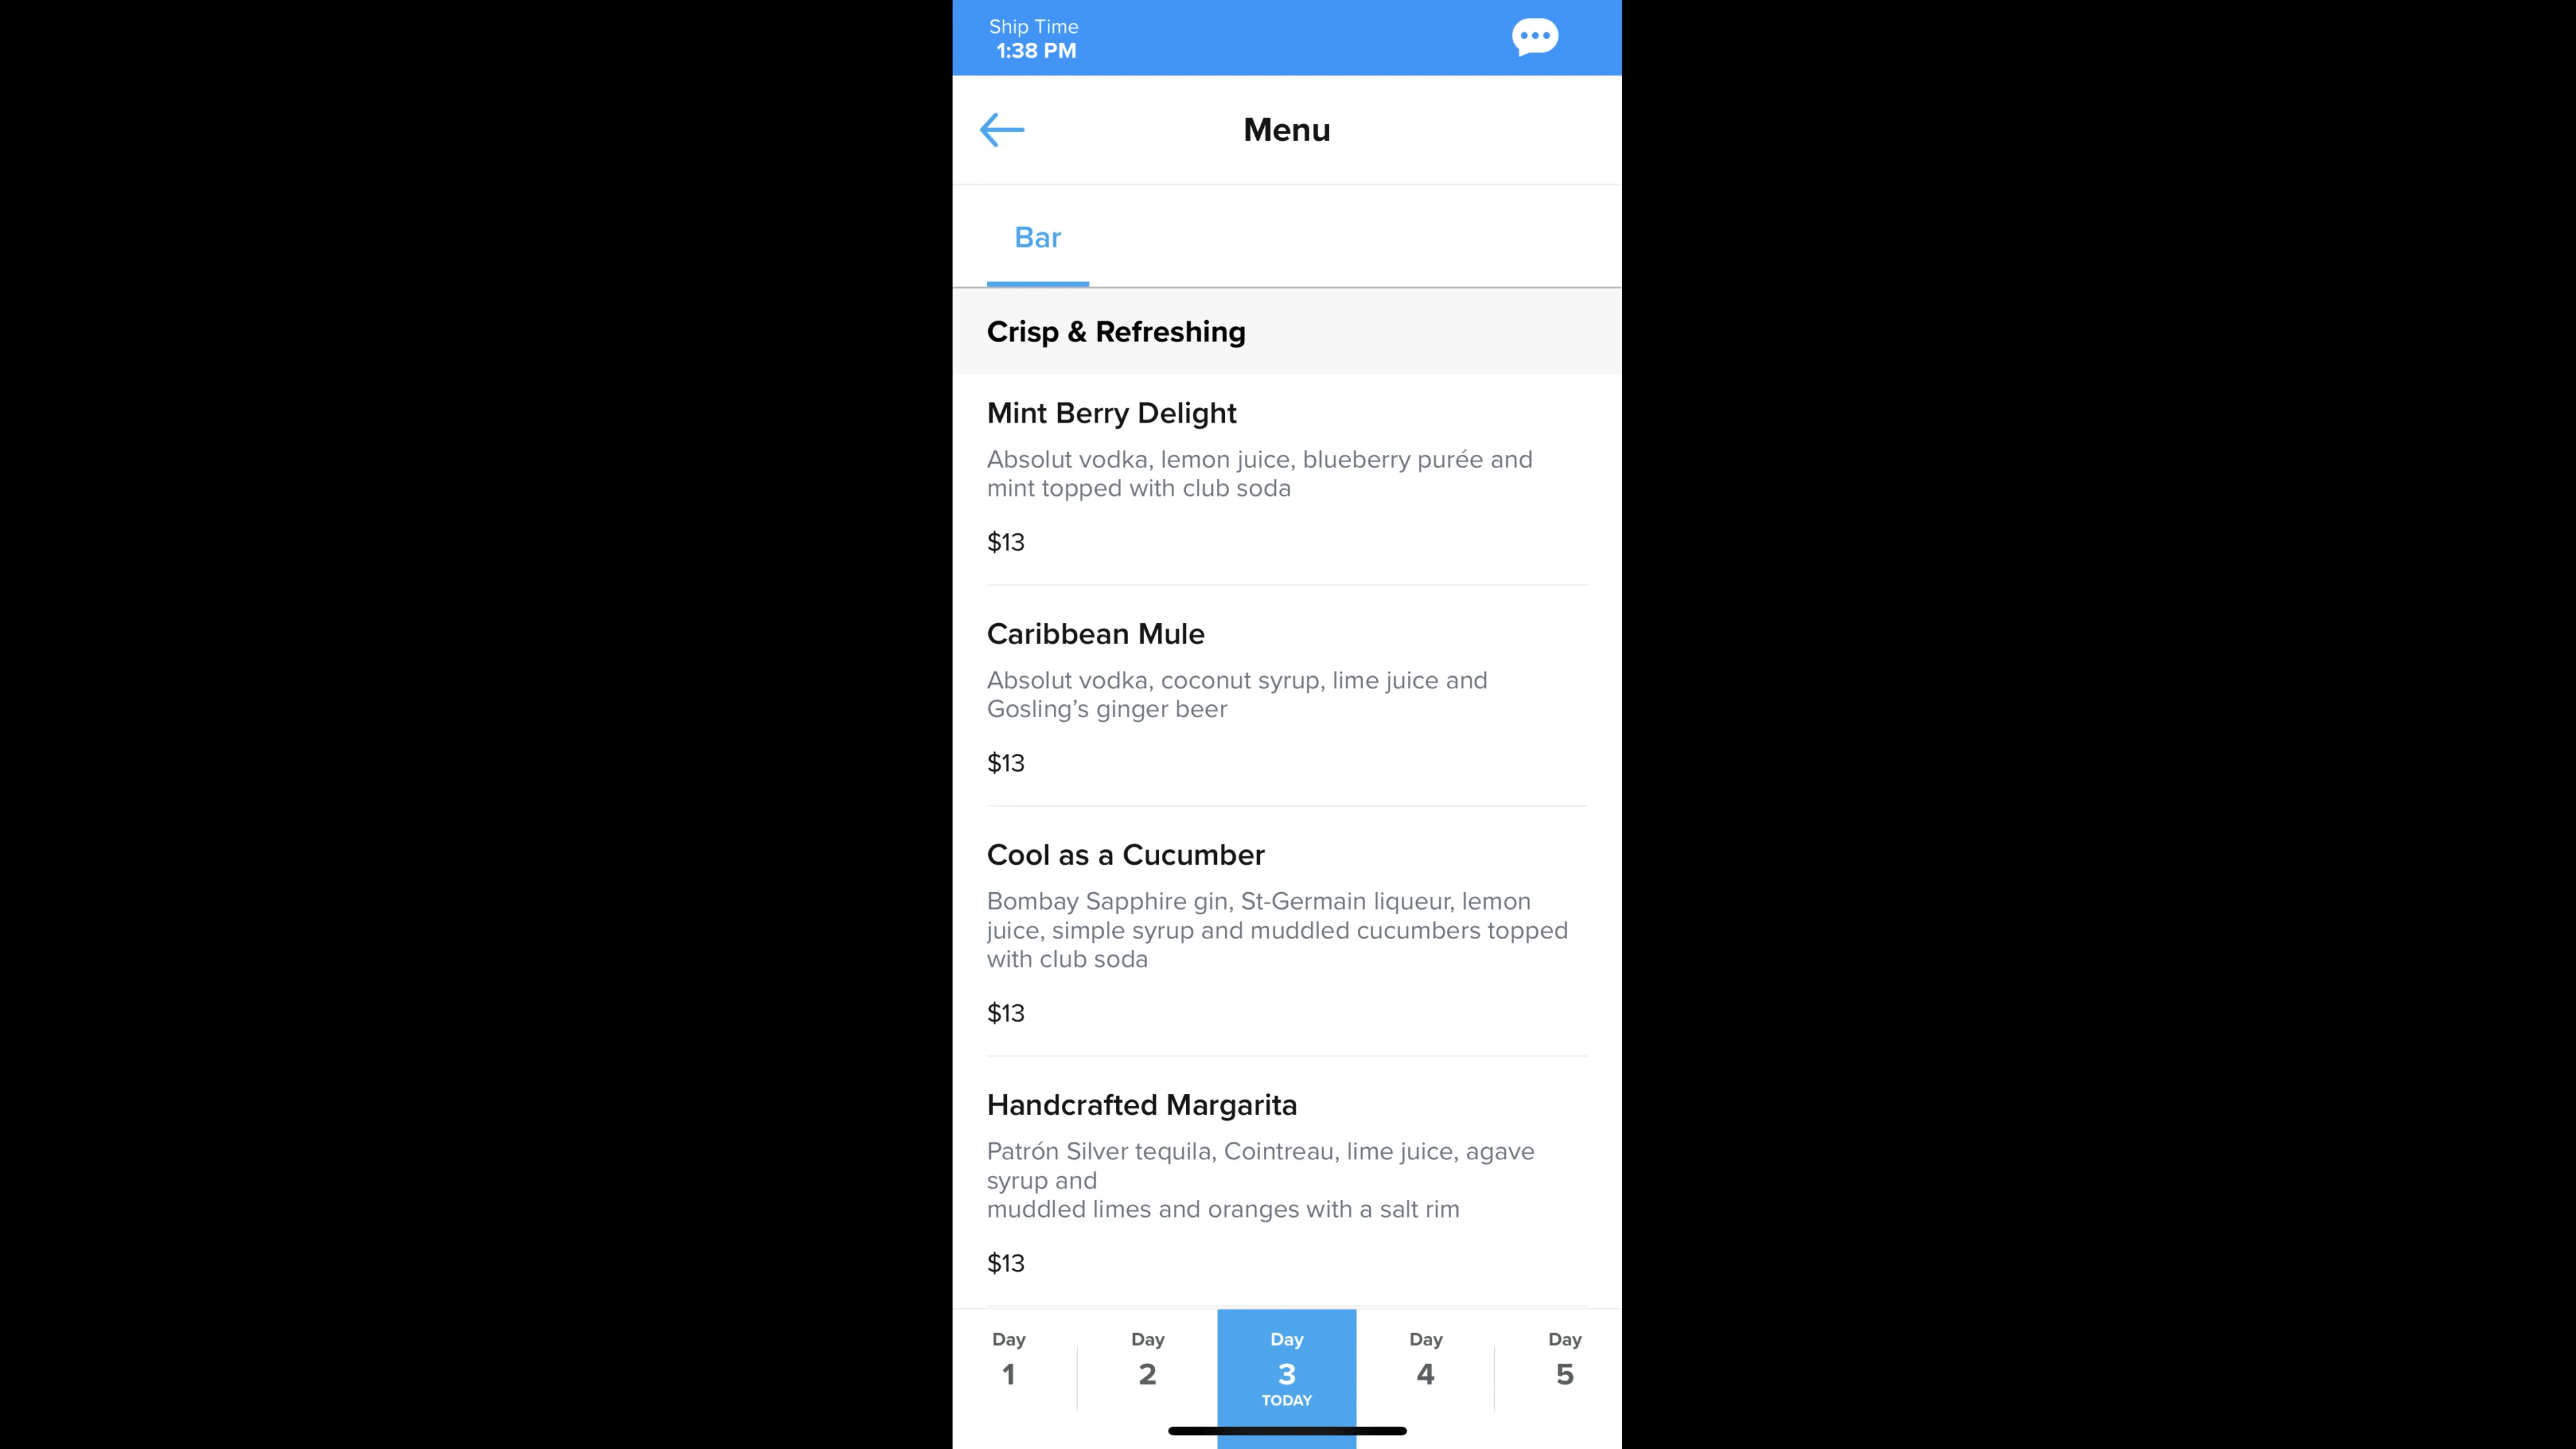 Ship Time
1:38 PM
Menu
Bar
Crisp & Refreshing
Mint Berry Delight
Absolut vodka, lemon juice, blueberry purée and
mint topped with club soda
$13
Caribbean Mule
Absolut vodka, coconut syrup, lime juice and
Gosling’s ginger beer
$13
Cool as a Cucumber
Bombay Sapphire gin, St-Germain liqueur, lemon
juice, simple syrup and muddled cucumbers topped
with club soda
$13
Handcrafted Margarita
Patrón Silver tequila, Cointreau, lime juice, agave
syrup and
muddled limes and oranges with a salt rim
$13
Day Day Day Day Day
1 2 3 4 5
TODAY